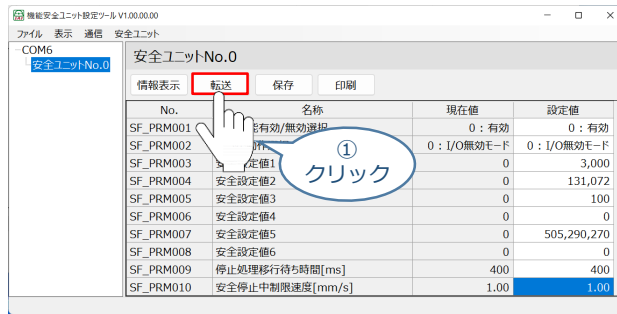 機能安全ユニット設定ツール V1.00.00.00
ファイル 表示 通信 安全ユニット
COM6
安全ユニットNo.0
安全ユニットNo.0
情報表示 転送 保存 印刷
No. 名称 現在値 設定値
SF_PRM001 能有効/無効選択 0：有効 0：有効
SF_PRM002 0：I/O無効モード 0：I/O無効モード
SF_PRM003 安全設定値1 0 3,000
SF_PRM004 安全設定値2 0 131,072
SF_PRM005 安全設定値3 0 100
SF_PRM006 安全設定値4 0 0
SF_PRM007 安全設定値5 0 505,290,270
SF_PRM008 安全設定値6 0 0
SF_PRM009 停止処理移行待ち時間[ms] 400 400
SF_PRM010 安全停止中制限速度[mm/s] 1.00 1.00
①
クリック